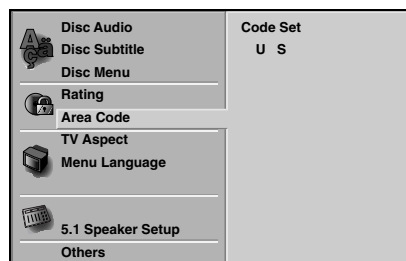 Disc Audio
Disc Subtitle
Disc Menu
Rating
Area Code
TV Aspect
Menu Language
5.1 Speaker Setup
Others
Code Set
U S